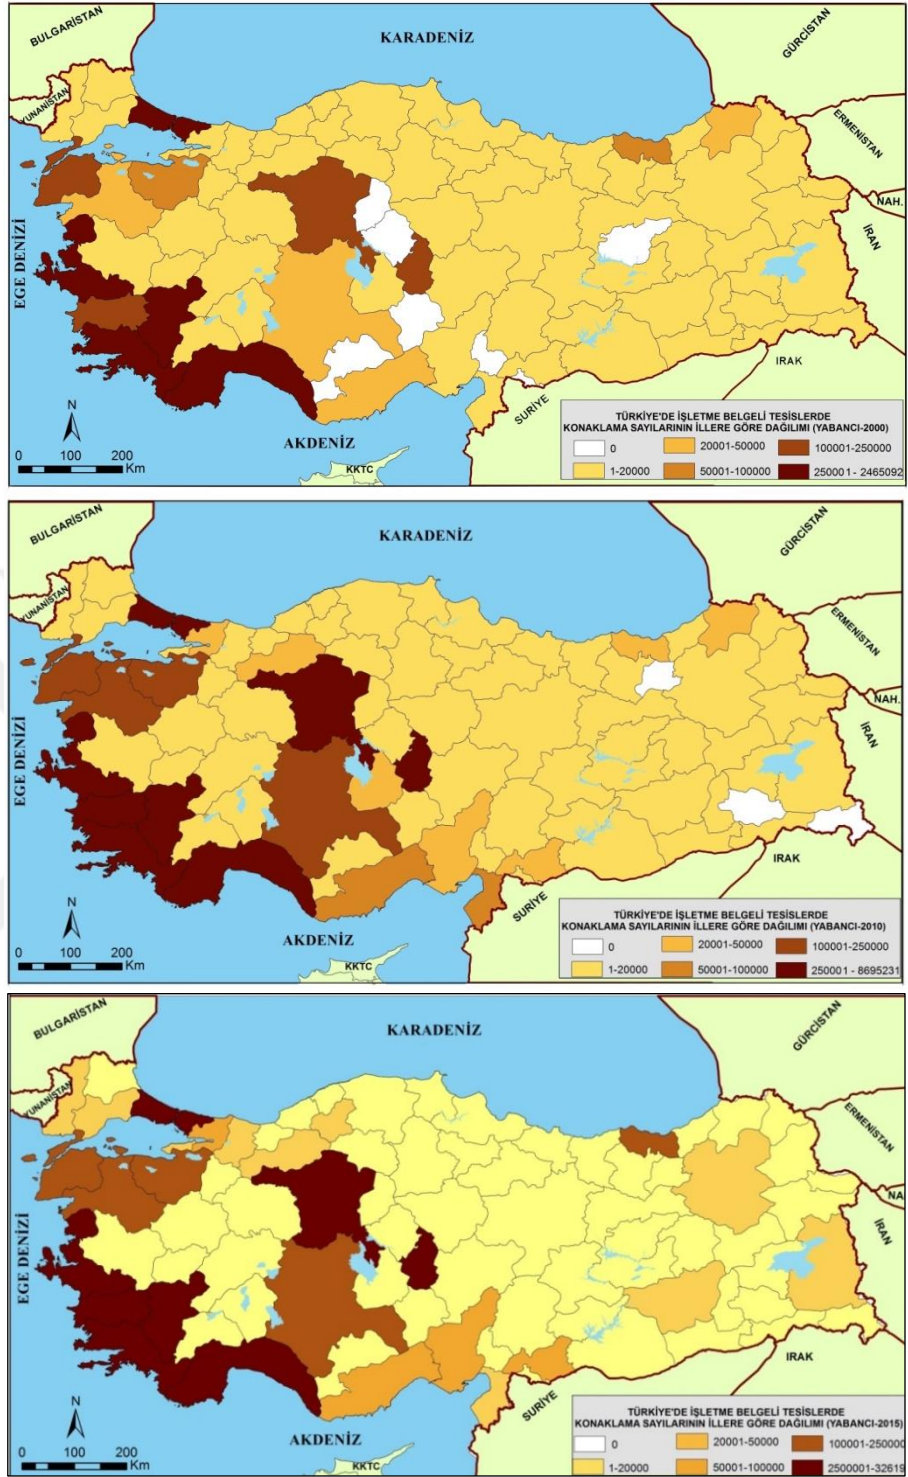 BULGARİSTAN
KARADENİZ
GÜRCİSTAN
YUNANİSTAN
ERMENİSTAN
NAH.
İRAN
EGE DENİZİ
IRAK
SURİYE
AKDENİZ
KKTC
N
0 100 200
Km
TÜRKİYE'DE İŞLETME BELGELİ TESİSLERDE
KONAKLAMA SAYILARININ İLLERE GÖRE DAĞILIMI (YABANCI-2000)
0 20001-50000 100001-250000
1-20000 50001-100000 250001 - 2465092
BULGARİSTAN
KARADENİZ
GÜRCİSTAN
YUNANİSTAN
ERMENİSTAN
NAH.
İRAN
EGE DENİZİ
IRAK
SURİYE
AKDENİZ
KKTC
N
0 100 200
Km
TÜRKİYE'DE İŞLETME BELGELİ TESİSLERDE
KONAKLAMA SAYILARININ İLLERE GÖRE DAĞILIMI (YABANCI-2010)
0 20001-50000 100001-250000
1-20000 50001-100000 250001 - 8695231
BULGARİSTAN
KARADENİZ
GÜRCİSTAN
YUNANİSTAN
ERMENİSTAN
NA
İRAN
EGE DENİZİ
IRAK
SURİYE
AKDENİZ
KKTC
N
0 100 200
Km
TÜRKİYE'DE İŞLETME BELGELİ TESİSLERDE
KONAKLAMA SAYILARININ İLLERE GÖRE DAĞILIMI (YABANCI-2015)
0 20001-50000 100001-250000
1-20000 50001-100000 2500001-32619